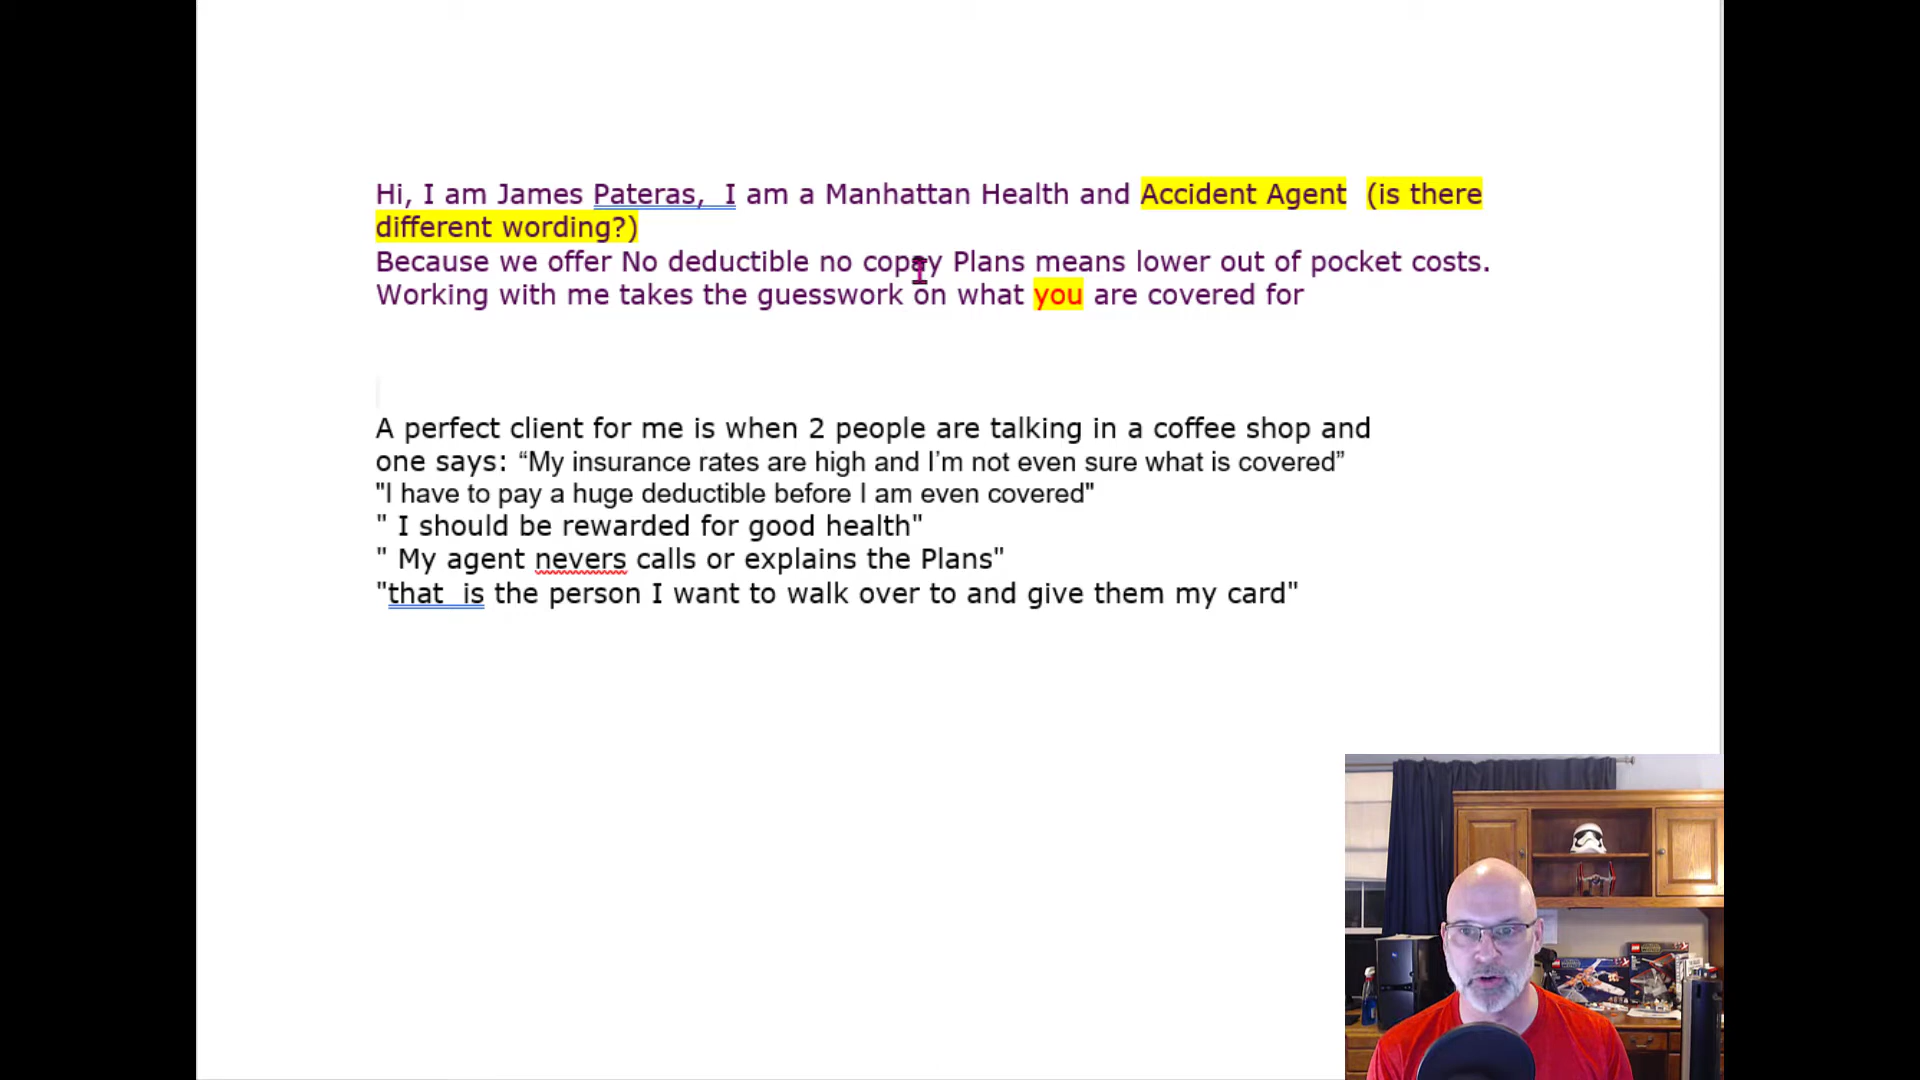 Hi, I am James Pateras,  I am a Manhattan Health and Accident Agent  (is there
different wording?)
Because we offer No deductible no copay Plans means lower out of pocket costs.
Working with me takes the guesswork on what you are covered for
A perfect client for me is when 2 people are talking in a coffee shop and
one says: “My insurance rates are high and I’m not even sure what is covered”
"I have to pay a huge deductible before I am even covered"
" I should be rewarded for good health"
" My agent nevers calls or explains the Plans"
"that  is the person I want to walk over to and give them my card"